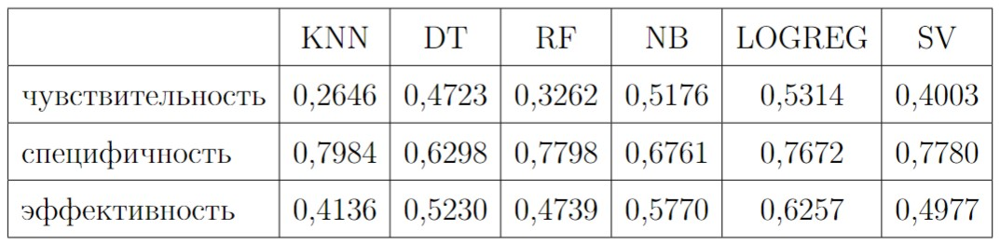 KNN DT RF NB LOGREG SV
чувствительность 0,2646 0,4723 0,3262 0,5176 0,5314 0,4003
специфичность 0,7984 0,6298 0,7798 0,6761 0,7672 0,7780
эффективность 0,4136 0,5230 0,4739 0,5770 0,6257 0,4977